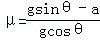 μ = (gsinθ − a) / (gcosθ)